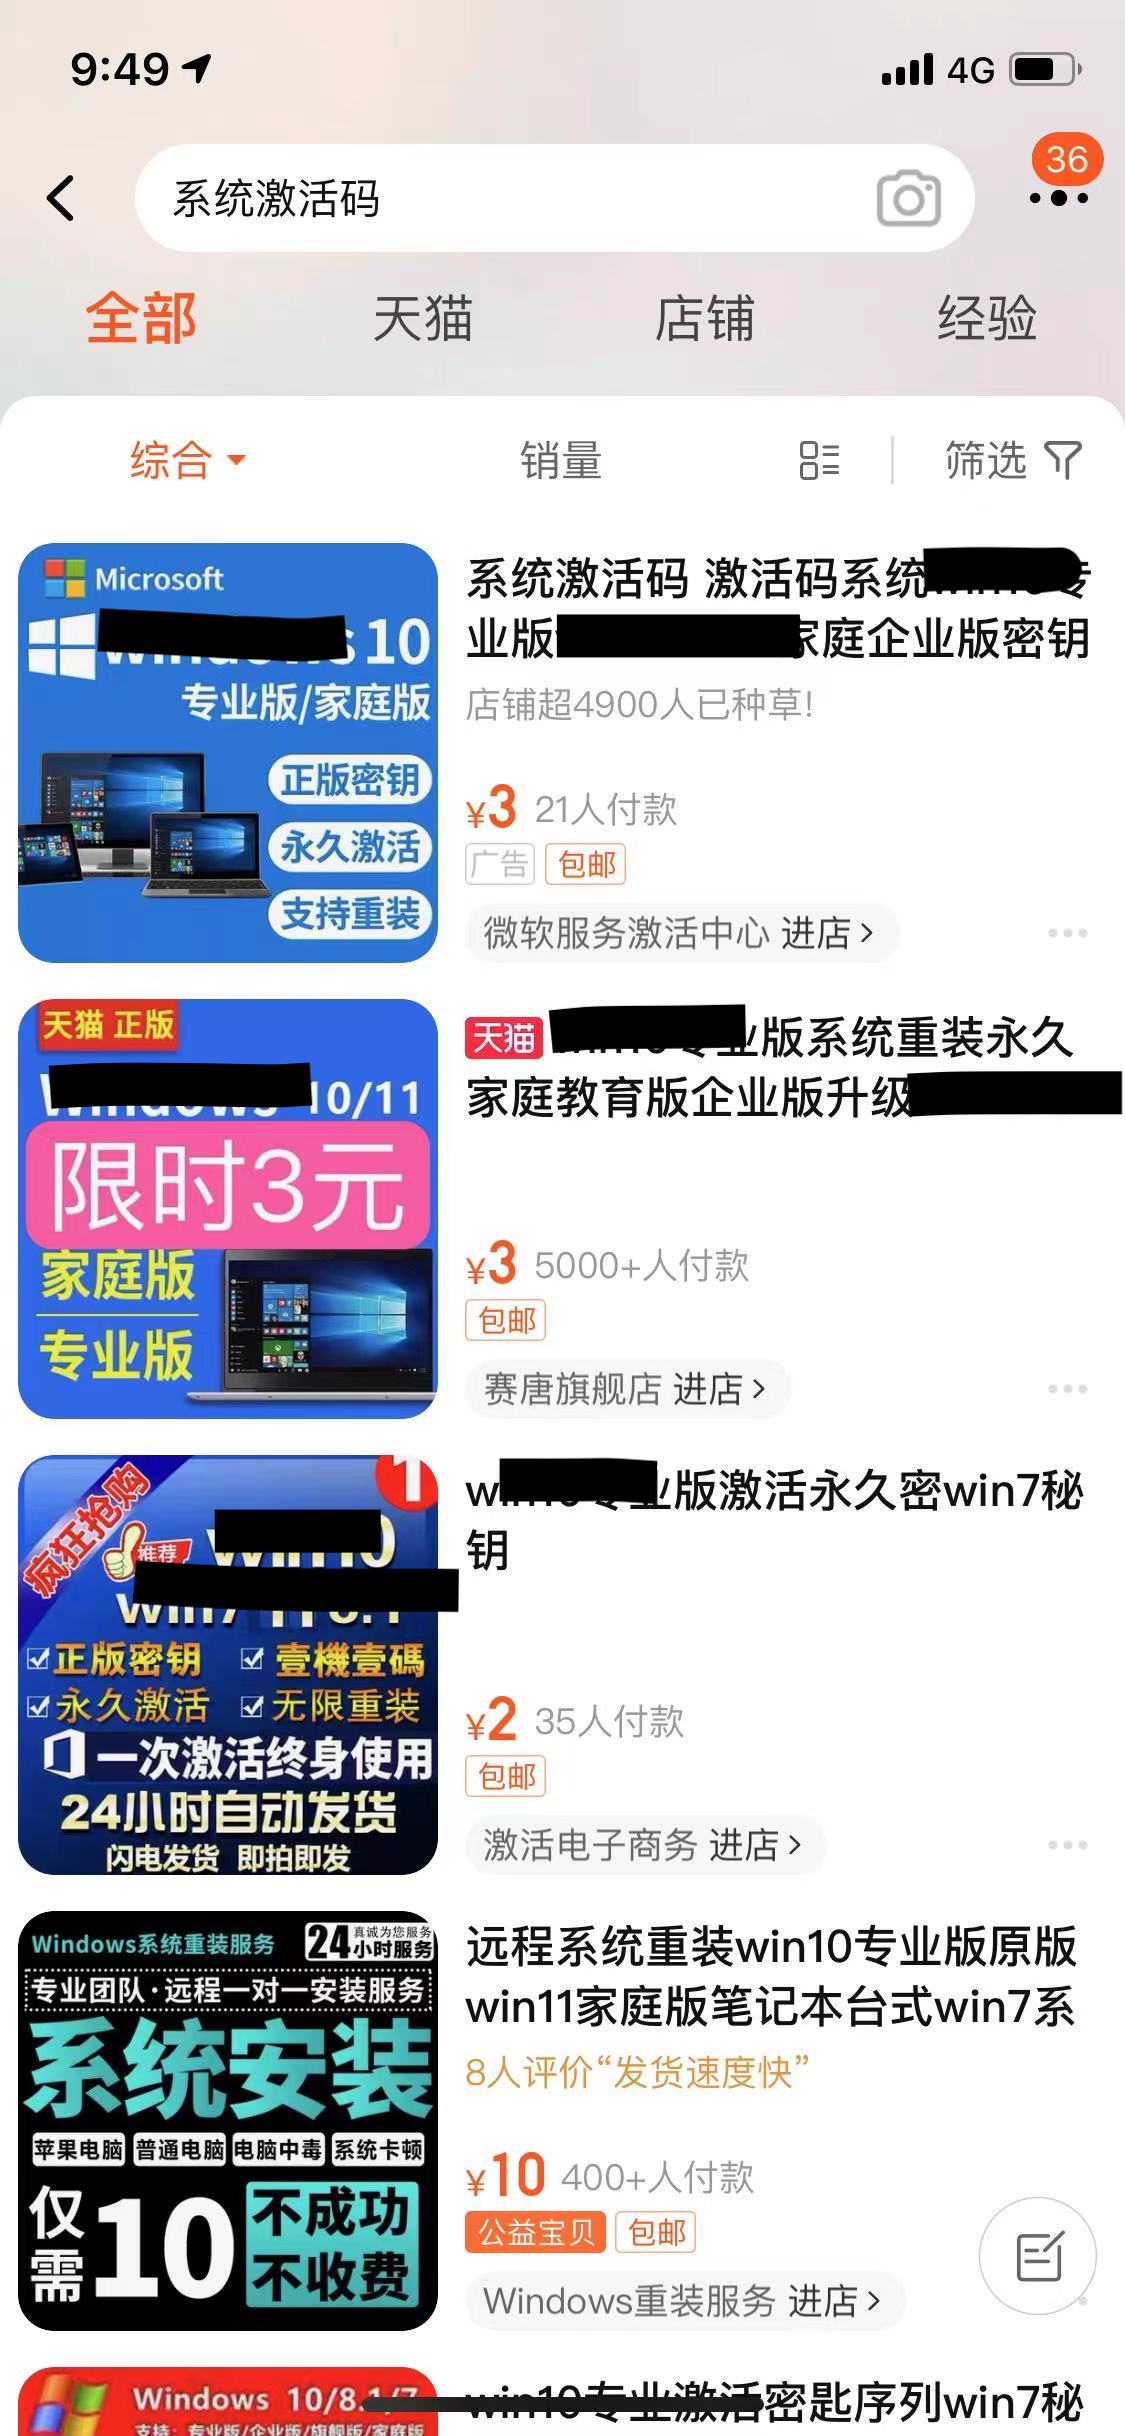 9:49
4G
36
系统激活码
全部 天猫 店铺 经验
综合 销量 筛选
Microsoft
10
专业版/家庭版
正版密钥
永久激活
支持重装
系统激活码 激活码系统
业版 家庭企业版密钥
店铺超4900人已种草!
¥3 21人付款
广告 包邮
微软服务激活中心 进店
天猫 正版
10/11
限时3元
家庭版
专业版
天猫 业版系统重装永久
家庭教育版企业版升级
¥3 5000+人付款
包邮
赛唐旗舰店 进店
疯狂抢购
推荐
1
正版密钥 壹機壹碼
永久激活 无限重装
一次激活终身使用
24小时自动发货
闪电发货 即拍即发
版激活永久密win7秘
钥
¥2 35人付款
包邮
激活电子商务 进店
Windows系统重装服务
24 真诚为您服务
小时服务
专业团队·远程一对一安装服务
系统安装
苹果电脑 普通电脑 电脑中毒 系统卡顿
仅需10
不成功
不收费
远程系统重装win10专业版原版
win11家庭版笔记本台式win7系
8人评价“发货速度快”
¥10 400+人付款
公益宝贝 包邮
Windows重装服务 进店
Windows 10/8.1/7
支持：专业版/企业版/旗舰版/家庭版
win10专业激活密匙序列win7秘